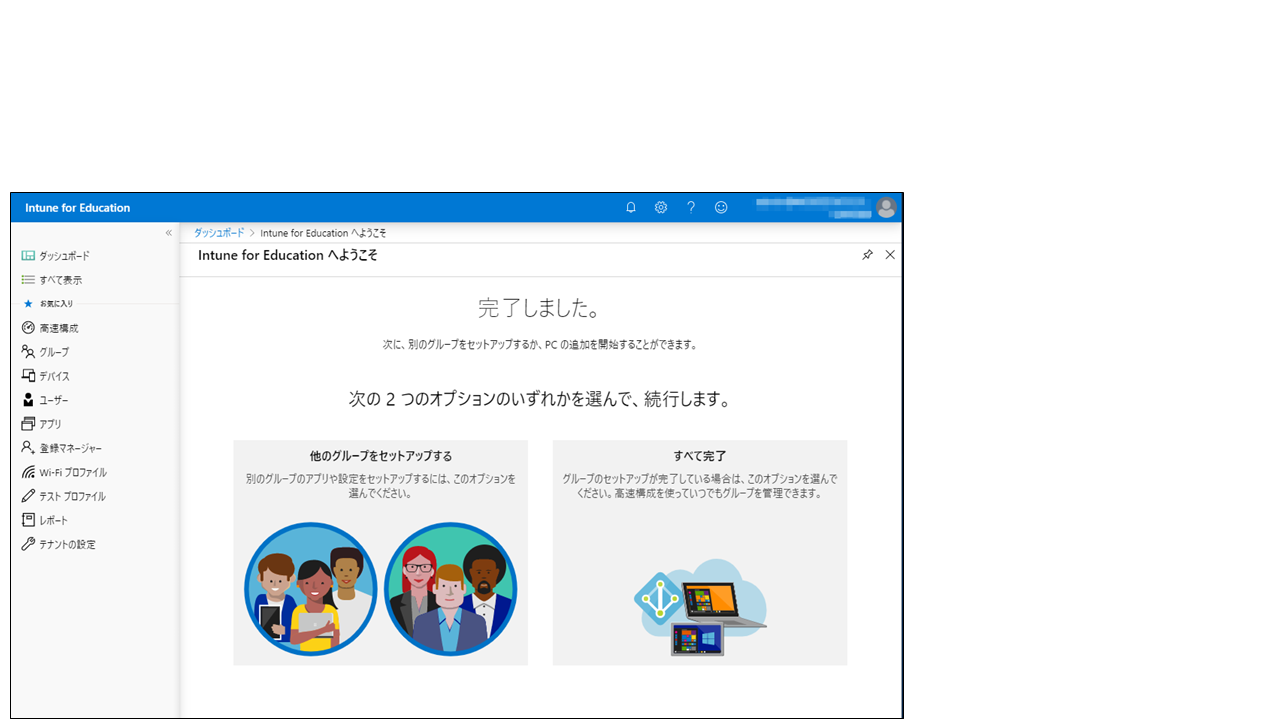 Intune for Education
ダッシュボード
すべて表示
お気に入り
高速構成
グループ
デバイス
ユーザー
アプリ
登録マネージャー
Wi-Fi プロファイル
テスト プロファイル
レポート
テナントの設定
ダッシュボード > Intune for Education へようこそ
Intune for Education へようこそ
完了しました。
次に、別のグループをセットアップするか、PC の追加を開始することができます。
次の 2 つのオプションのいずれかを選んで、続行します。
他のグループをセットアップする
別のグループのアプリや設定をセットアップするには、このオプションを
選んでください。
すべて完了
グループのセットアップが完了している場合は、このオプションを選んで
ください。高速構成を使っていつでもグループを管理できます。